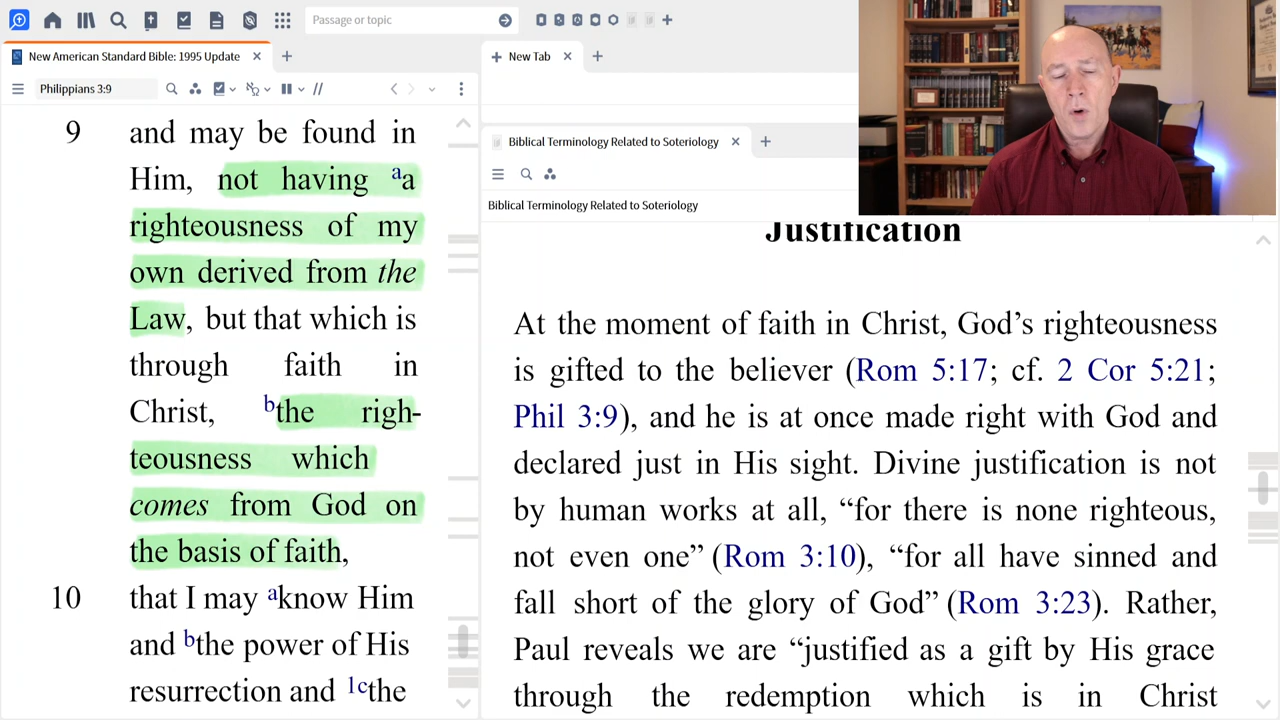 Passage or topic
New American Standard Bible: 1995 Update
New Tab
Philippians 3:9
9 and may be found in
Him, not having ᵃa
righteousness of my
own derived from the
Law, but that which is
through faith in
Christ, ᵇthe righ-
teousness which
comes from God on
the basis of faith,
10 that I may ᵃknow Him
and ᵇthe power of His
resurrection and ¹ᶜthe
Biblical Terminology Related to Soteriology
Biblical Terminology Related to Soteriology
Justification
At the moment of faith in Christ, God’s righteousness
is gifted to the believer (Rom 5:17; cf. 2 Cor 5:21;
Phil 3:9), and he is at once made right with God and
declared just in His sight. Divine justification is not
by human works at all, “for there is none righteous,
not even one” (Rom 3:10), “for all have sinned and
fall short of the glory of God” (Rom 3:23). Rather,
Paul reveals we are “justified as a gift by His grace
through the redemption which is in Christ